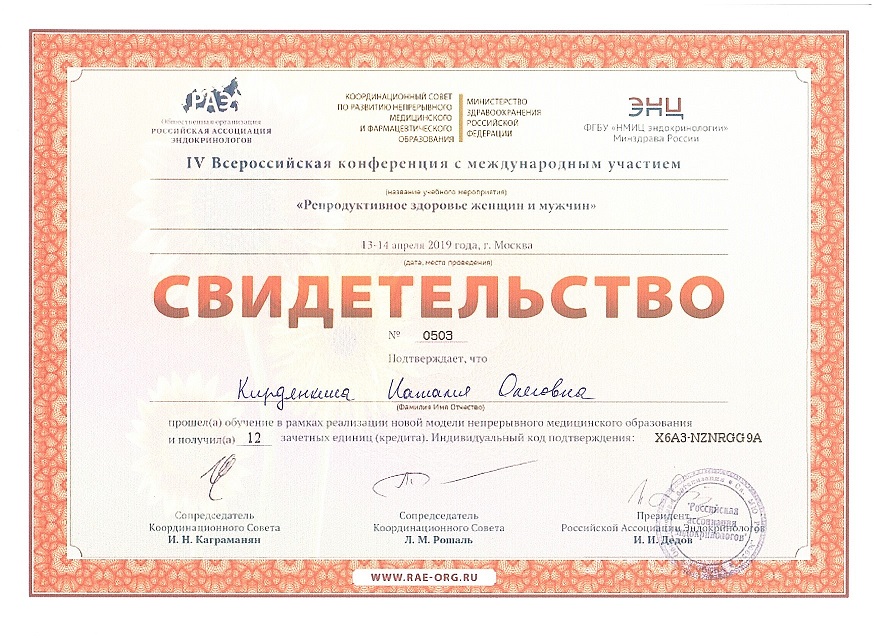 РАЭ
Общественная организация
РОССИЙСКАЯ АССОЦИАЦИЯ
ЭНДОКРИНОЛОГОВ
КООРДИНАЦИОННЫЙ СОВЕТ
ПО РАЗВИТИЮ НЕПРЕРЫВНОГО
МЕДИЦИНСКОГО
И ФАРМАЦЕВТИЧЕСКОГО
ОБРАЗОВАНИЯ
МИНИСТЕРСТВО
ЗДРАВООХРАНЕНИЯ
РОССИЙСКОЙ
ФЕДЕРАЦИИ
ЭНЦ
ФГБУ «НМИЦ эндокринологии»
Минздрава России
IV Всероссийская конференция с международным участием
(название учебного мероприятия)
«Репродуктивное здоровье женщин и мужчин»
13-14 апреля 2019 года, г. Москва
(дата, место проведения)
СВИДЕТЕЛЬСТВО
№ 0503
Подтверждает, что
Наталия Олеговна
(Фамилия Имя Отчество)
прошел(а) обучение в рамках реализации новой модели непрерывного медицинского образования
и получил(а) 12 зачетных единиц (кредита). Индивидуальный код подтверждения: X6A3-NZNRGG9A
Сопредседатель
Координационного Совета
И. Н. Каграманян
Сопредседатель
Координационного Совета
Л. М. Рошаль
Президент
Российской Ассоциации Эндокринологов
И. И. Дедов
Российская
ассоциация
эндокринологов
WWW.RAE-ORG.RU